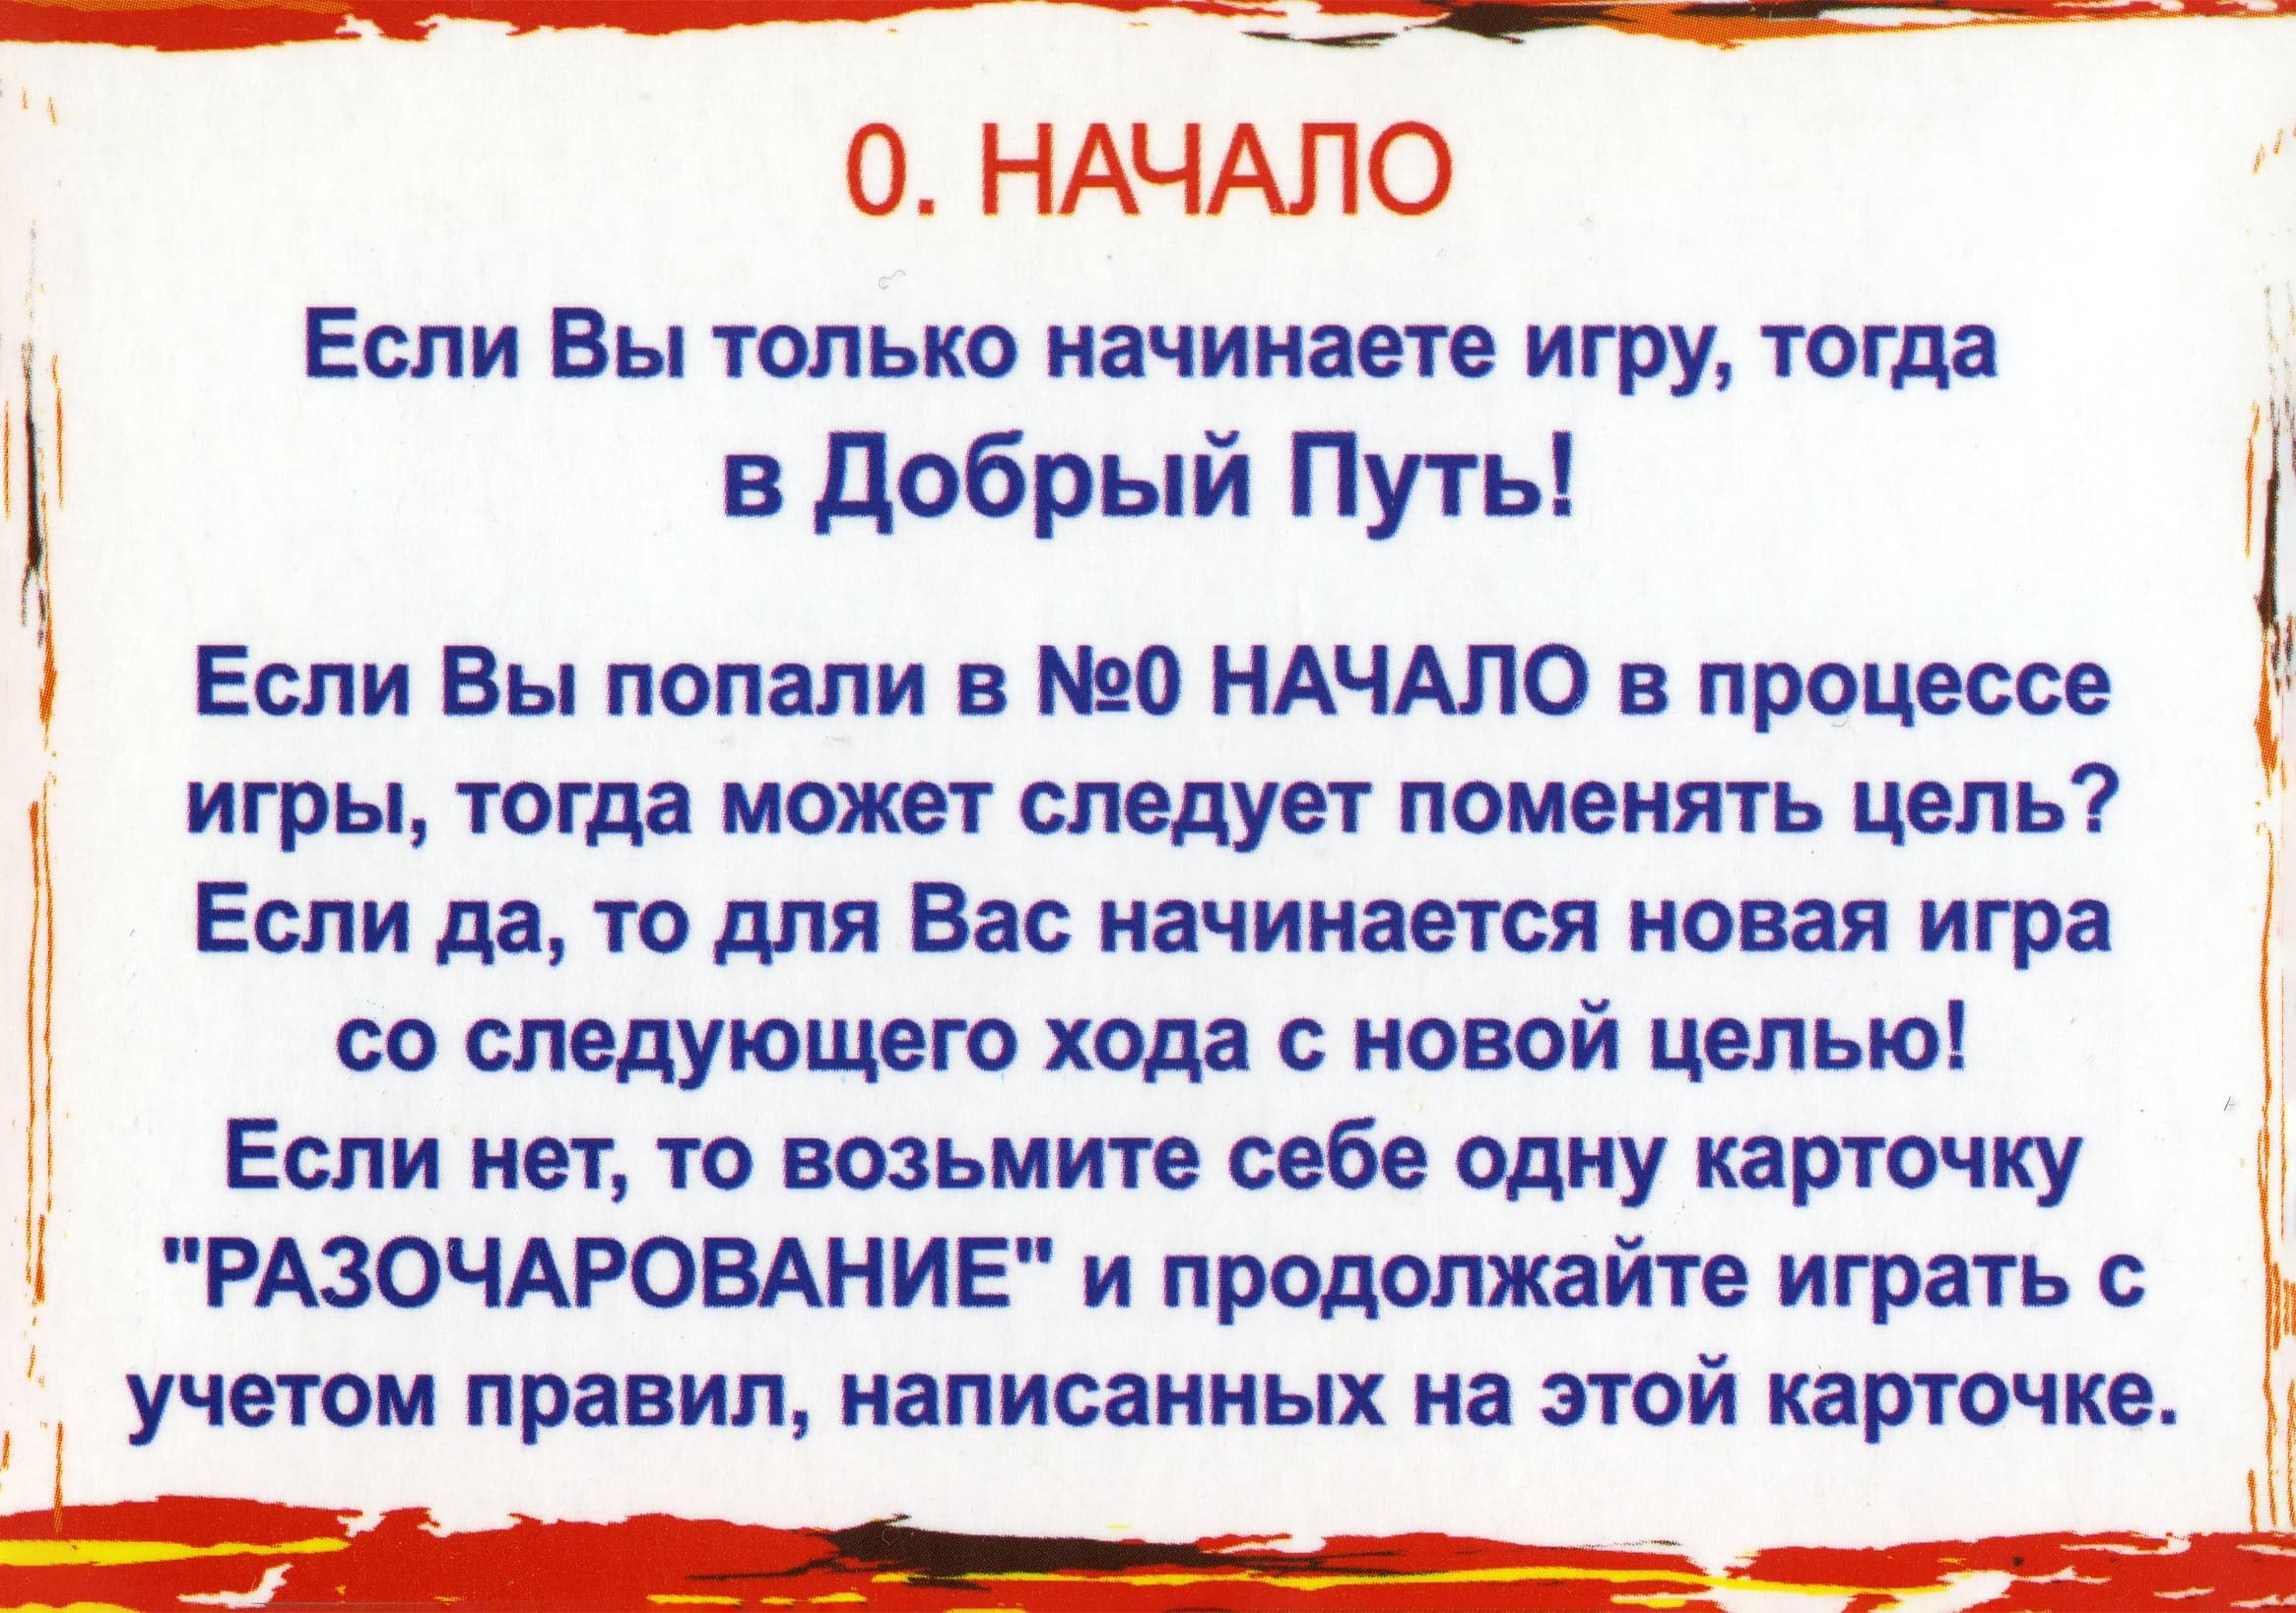 0. НАЧАЛО
Если Вы только начинаете игру, тогда
в Добрый Путь!
Если Вы попали в №0 НАЧАЛО в процессе
игры, тогда может следует поменять цель?
Если да, то для Вас начинается новая игра
со следующего хода с новой целью!
Если нет, то возьмите себе одну карточку
"РАЗОЧАРОВАНИЕ" и продолжайте играть с
учетом правил, написанных на этой карточке.